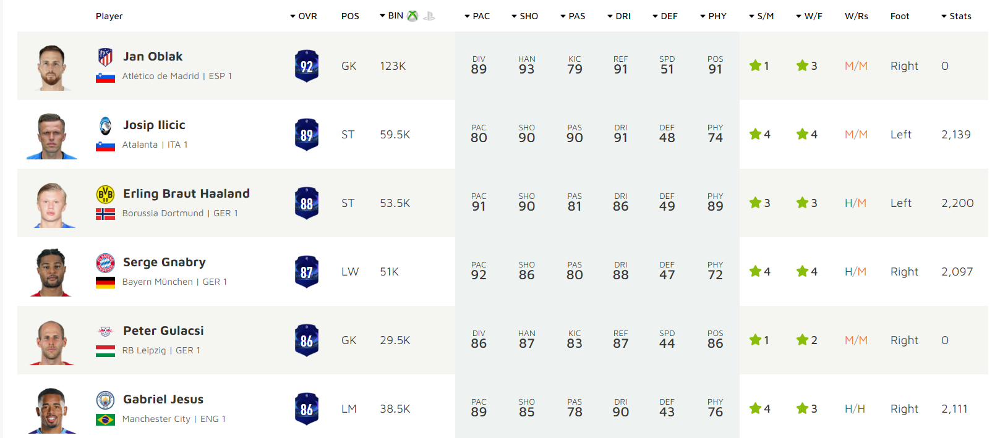 Player OVR POS BIN PAC SHO PAS DRI DEF PHY S/M W/F W/Rs Foot Stats
Jan Oblak
Atlético de Madrid | ESP 1
92 GK 123K
DIV HAN KIC REF SPD POS
89 93 79 91 51 91
1 3 M/M Right 0
Josip Ilicic
Atalanta | ITA 1
89 ST 59.5K
PAC SHO PAS DRI DEF PHY
80 90 90 91 48 74
4 4 M/M Left 2,139
BVB
09
Erling Braut Haaland
Borussia Dortmund | GER 1
88 ST 53.5K
PAC SHO PAS DRI DEF PHY
91 90 81 86 49 89
3 3 H/M Left 2,200
Serge Gnabry
Bayern München | GER 1
87 LW 51K
PAC SHO PAS DRI DEF PHY
92 86 80 88 47 72
4 4 H/M Right 2,097
Peter Gulacsi
RB Leipzig | GER 1
86 GK 29.5K
DIV HAN KIC REF SPD POS
86 87 83 87 44 86
1 2 M/M Right 0
Gabriel Jesus
Manchester City | ENG 1
86 LM 38.5K
PAC SHO PAS DRI DEF PHY
89 85 78 90 43 76
4 3 H/H Right 2,111